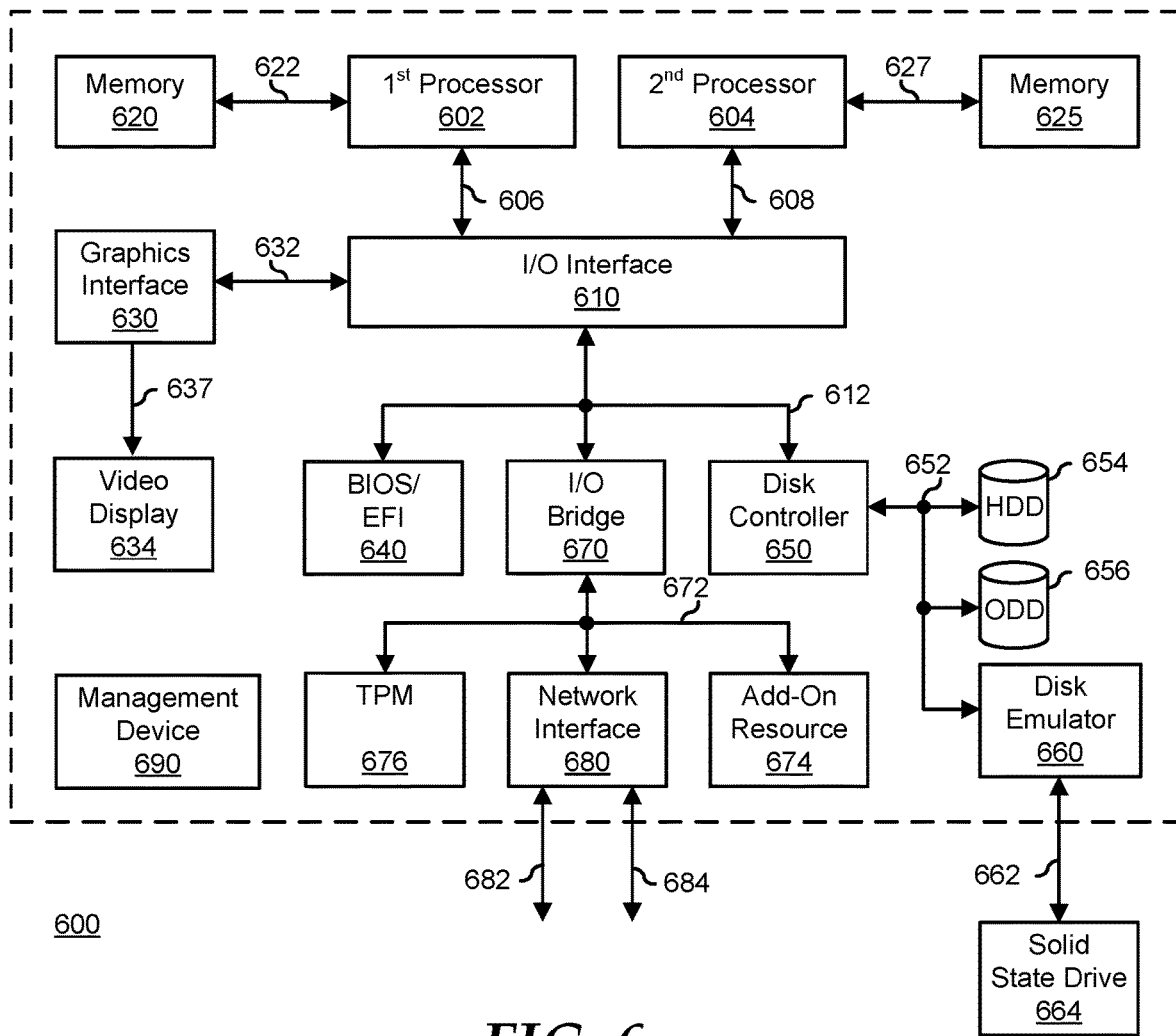 Memory
620
622
1st Processor
602
2nd Processor
604
627
Memory
625
606
608
Graphics
Interface
630
632
I/O Interface
610
637
612
Video
Display
634
BIOS/
EFI
640
I/O
Bridge
670
Disk
Controller
650
652
HDD
654
ODD
656
672
Management
Device
690
TPM
676
Network
Interface
680
Add-On
Resource
674
Disk
Emulator
660
682
684
662
600
Solid
State Drive
664
FIG. 6